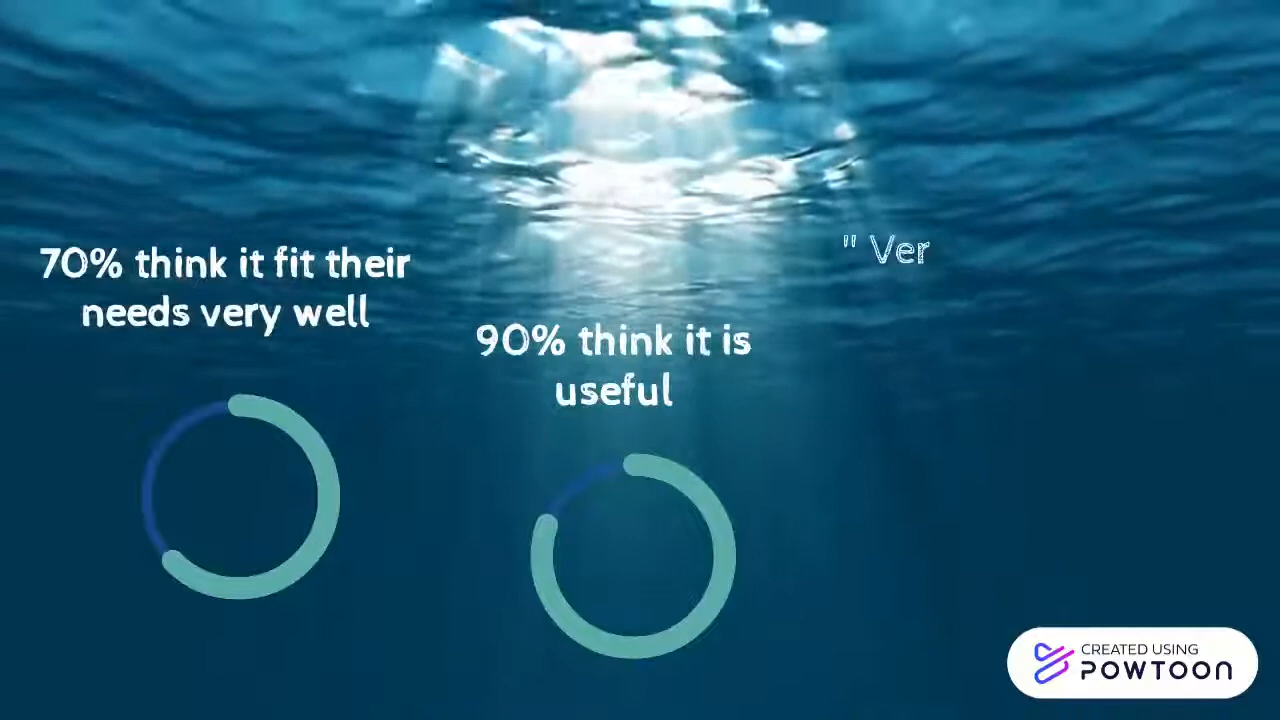 70% think it fit their
needs very well
90% think it is
useful
" Ver
CREATED USING
POWTOON